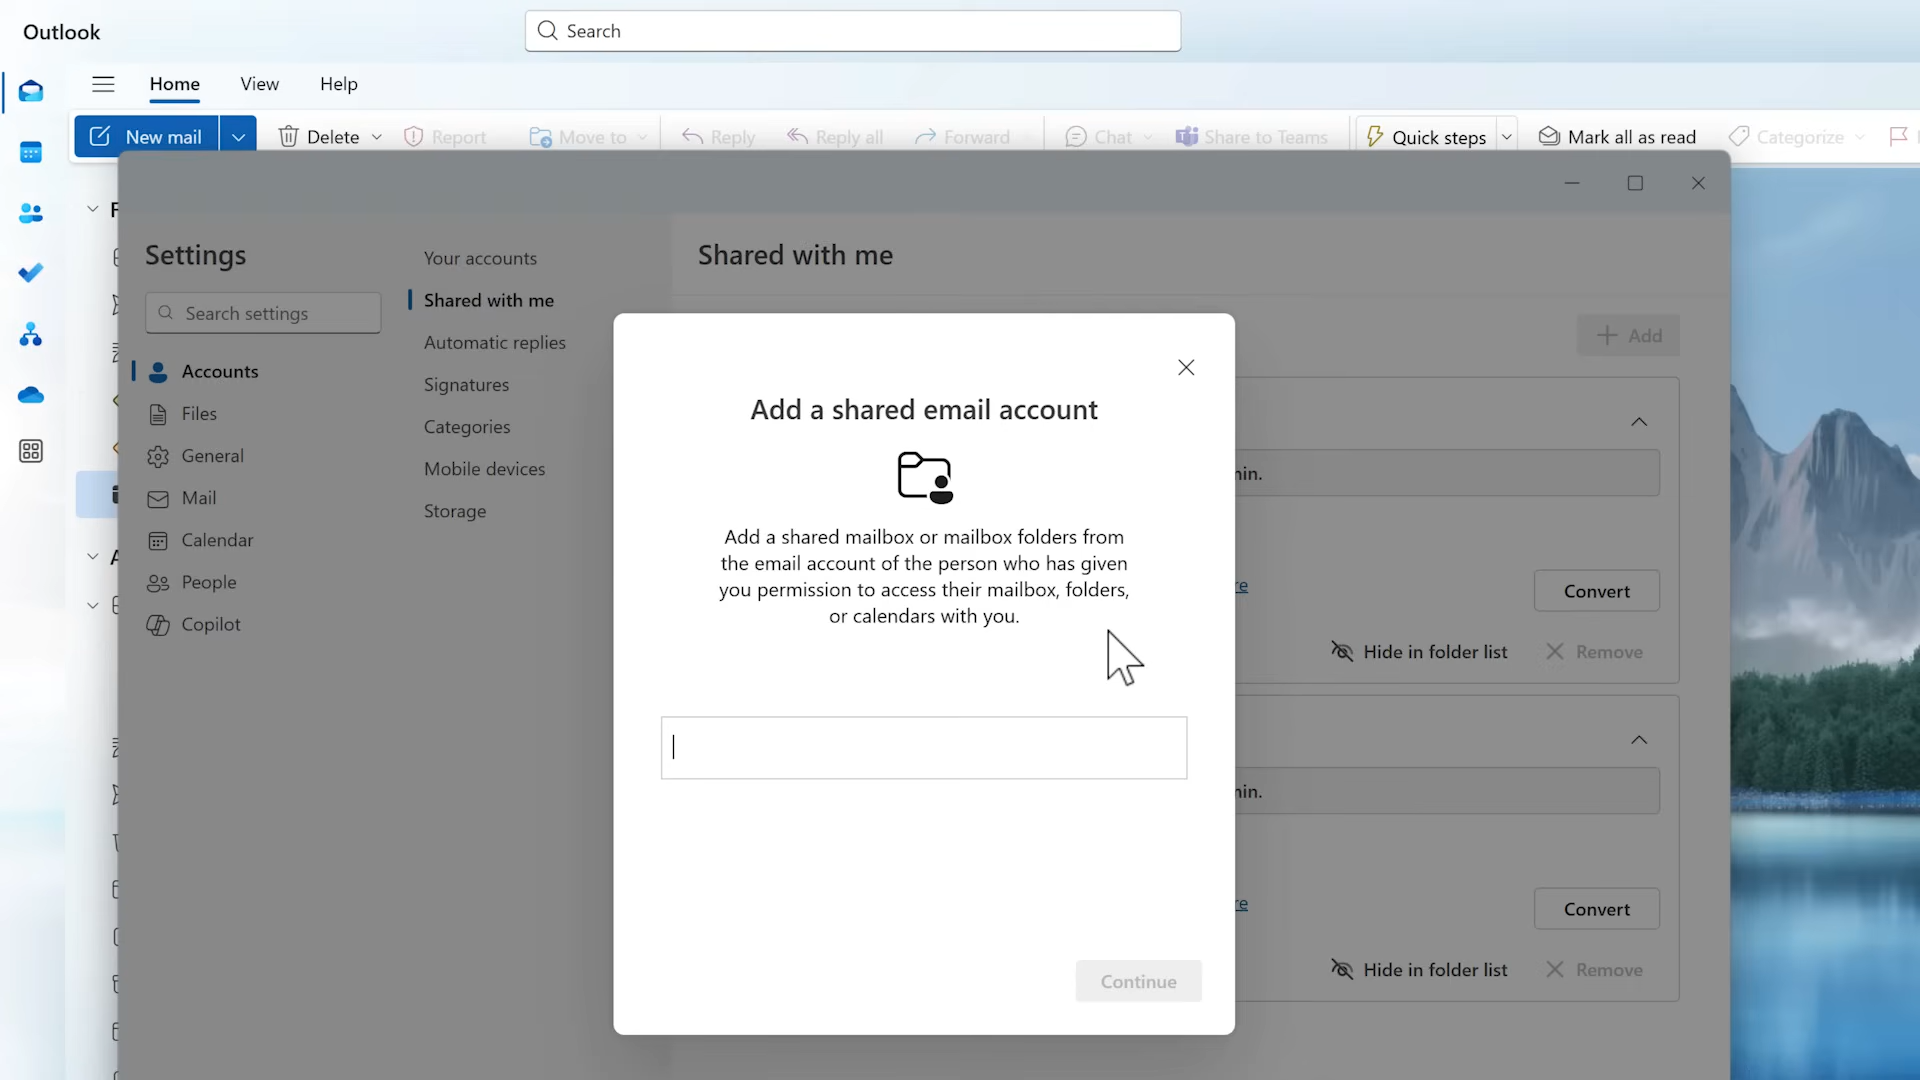 Outlook
Search
Home View Help
New mail Delete Report Move to Reply Reply all Forward Chat Share to Teams Quick steps Mark all as read Categorize
Settings
Search settings
Accounts
Files
General
Mail
Calendar
People
Copilot
Your accounts
Shared with me
Automatic replies
Signatures
Categories
Mobile devices
Storage
Shared with me
Add
Convert
Hide in folder list Remove
Convert
Hide in folder list Remove
Add a shared email account
Add a shared mailbox or mailbox folders from
the email account of the person who has given
you permission to access their mailbox, folders,
or calendars with you.
Continue